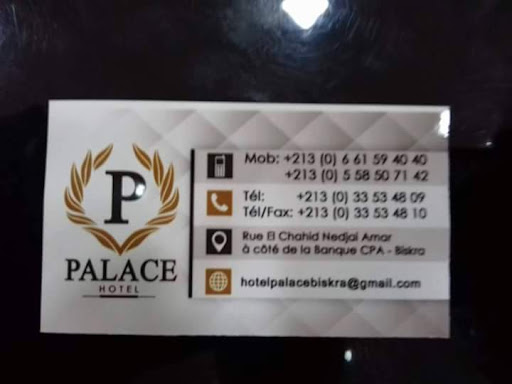 P
PALACE
HOTEL
Mob: +213 (0) 6 61 59 40 40
+213 (0) 5 58 50 71 42
Tél: +213 (0) 33 53 48 09
Tél/Fax: +213 (0) 33 53 48 10
Rue El Chahid Nedjai Amar
à côté de la Banque CPA - Biskra
hotelpalacebiskra@gmail.com